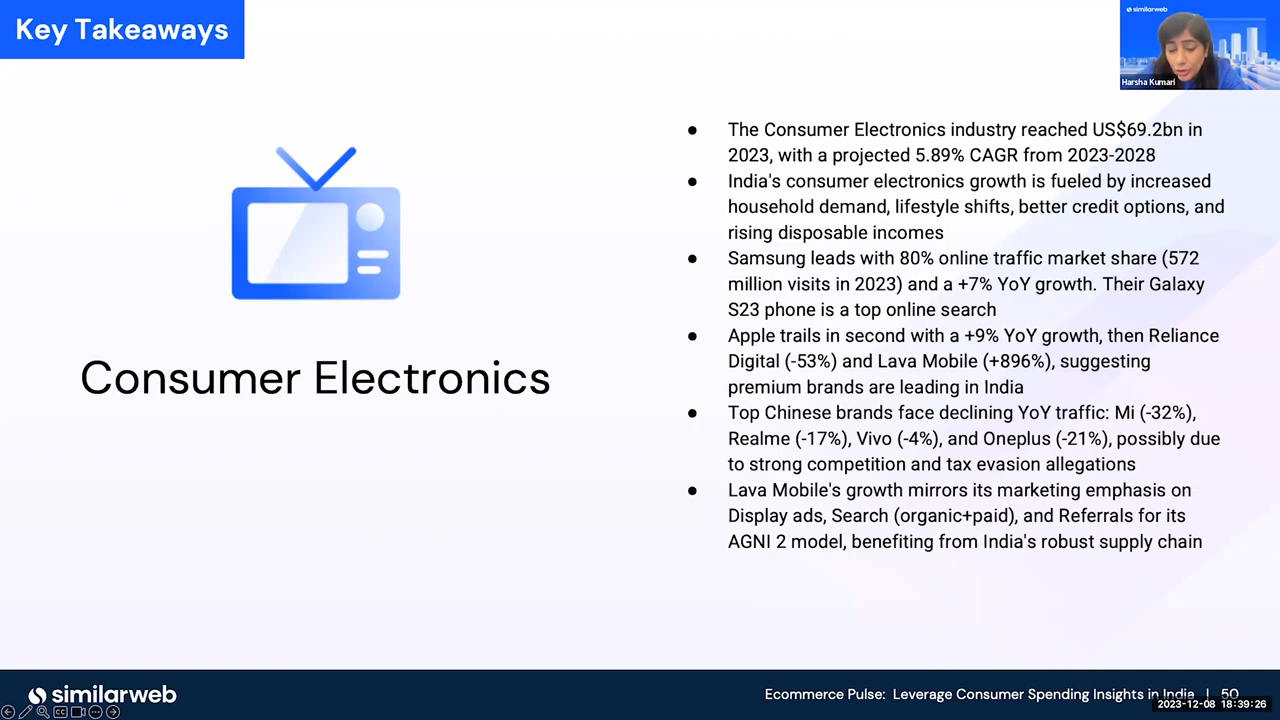 Key Takeaways
similarweb
Harsha Kumari
● The Consumer Electronics industry reached US$69.2bn in
2023, with a projected 5.89% CAGR from 2023-2028
● India's consumer electronics growth is fueled by increased
household demand, lifestyle shifts, better credit options, and
rising disposable incomes
● Samsung leads with 80% online traffic market share (572
million visits in 2023) and a +7% YoY growth. Their Galaxy
S23 phone is a top online search
● Apple trails in second with a +9% YoY growth, then Reliance
Digital (-53%) and Lava Mobile (+896%), suggesting
premium brands are leading in India
● Top Chinese brands face declining YoY traffic: Mi (-32%),
Realme (-17%), Vivo (-4%), and Oneplus (-21%), possibly due
to strong competition and tax evasion allegations
● Lava Mobile's growth mirrors its marketing emphasis on
Display ads, Search (organic+paid), and Referrals for its
AGNI 2 model, benefiting from India's robust supply chain
Consumer Electronics
similarweb
CC
Ecommerce Pulse: Leverage Consumer Spending Insights in India | 50
2023-12-08 18:39:26